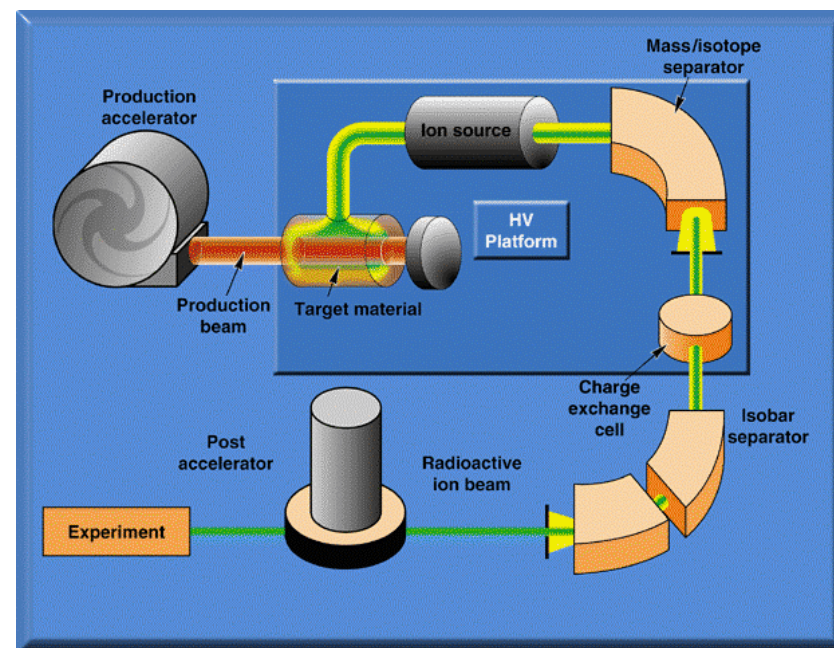 Mass/isotope
separator
Production
accelerator
Ion source
HV
Platform
Production
beam
Target material
Charge
exchange
cell
Isobar
separator
Post
accelerator
Radioactive
ion beam
Experiment